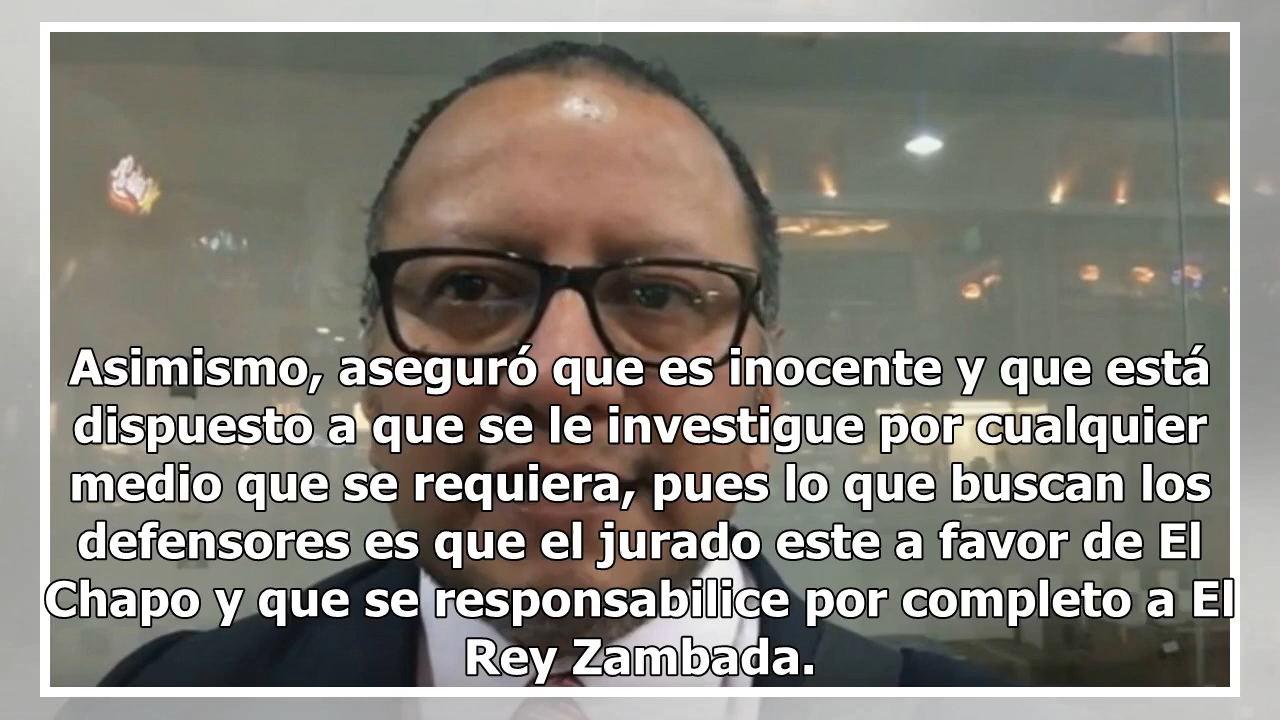 Asimismo, aseguró que es inocente y que está
dispuesto a que se le investigue por cualquier
medio que se requiera, pues lo que buscan los
defensores es que el jurado este a favor de El
Chapo y que se responsabilice por completo a El
Rey Zambada.